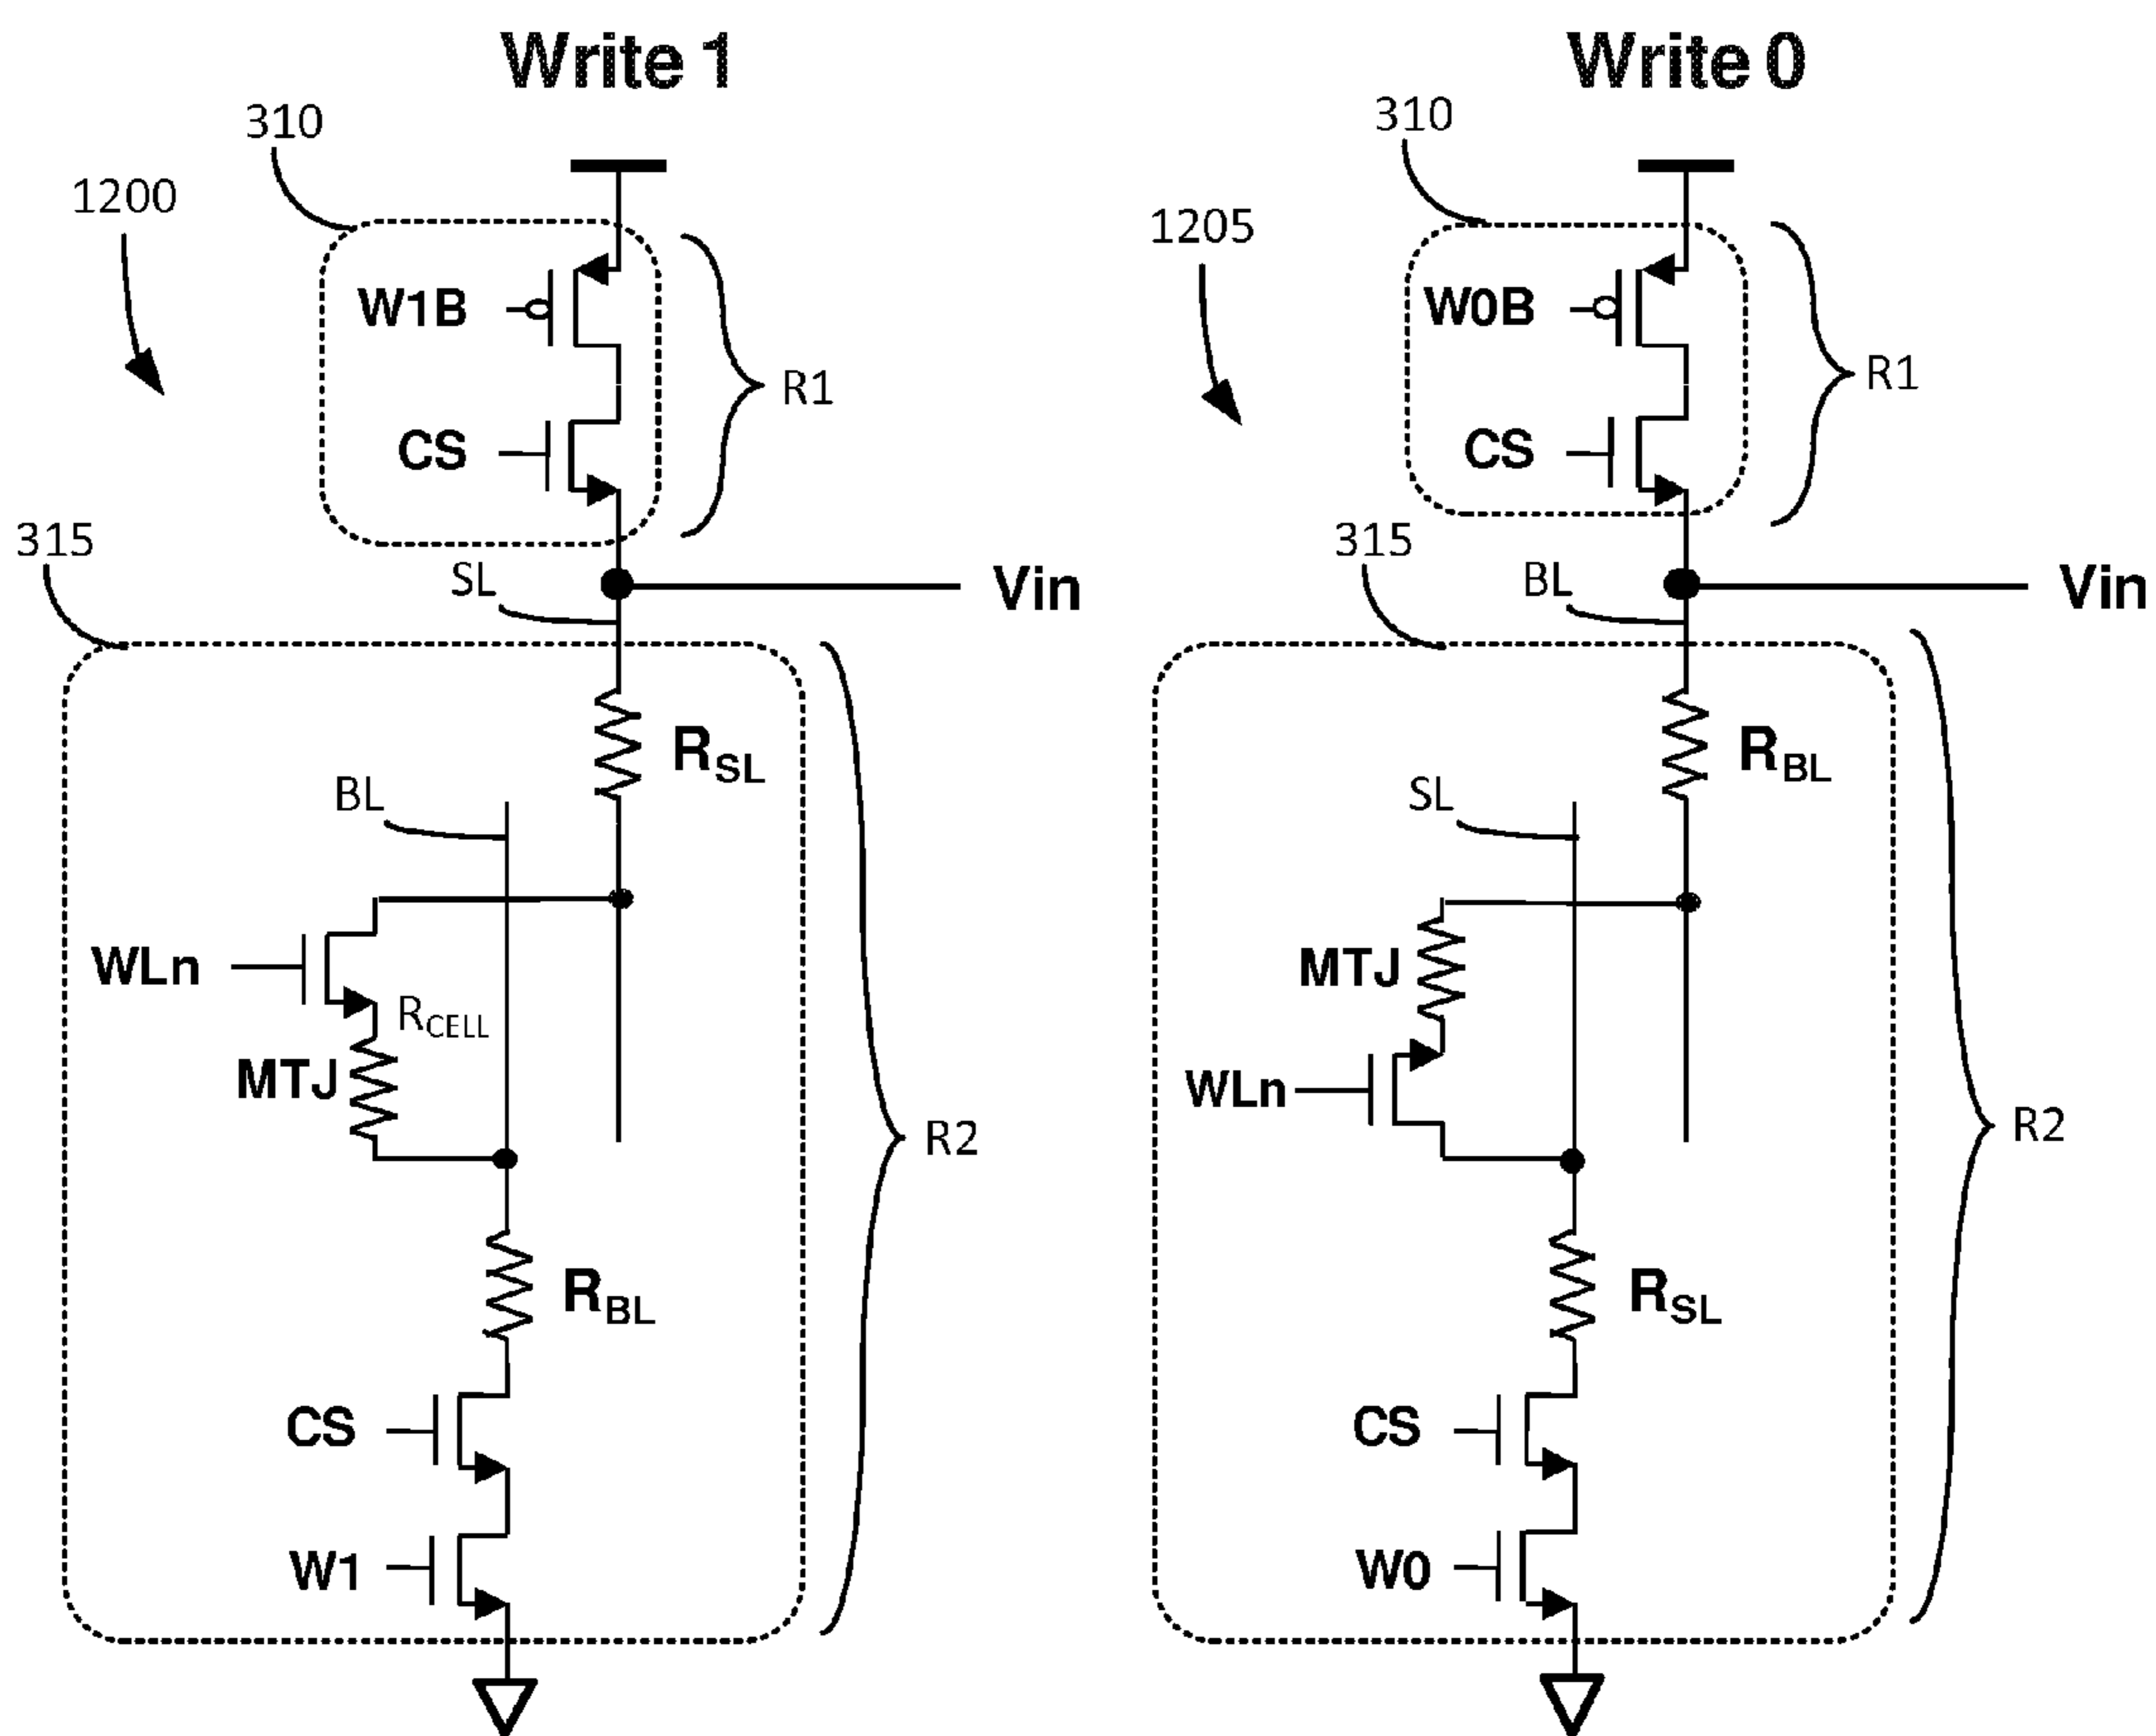 Write 1
310
1200
W1B
R1
CS
315
SL
Vin
RSL
BL
WLn
RCELL
MTJ
R2
RBL
CS
W1
Write 0
310
1205
W0B
R1
CS
315
BL
Vin
RBL
SL
MTJ
WLn
R2
RSL
CS
W0